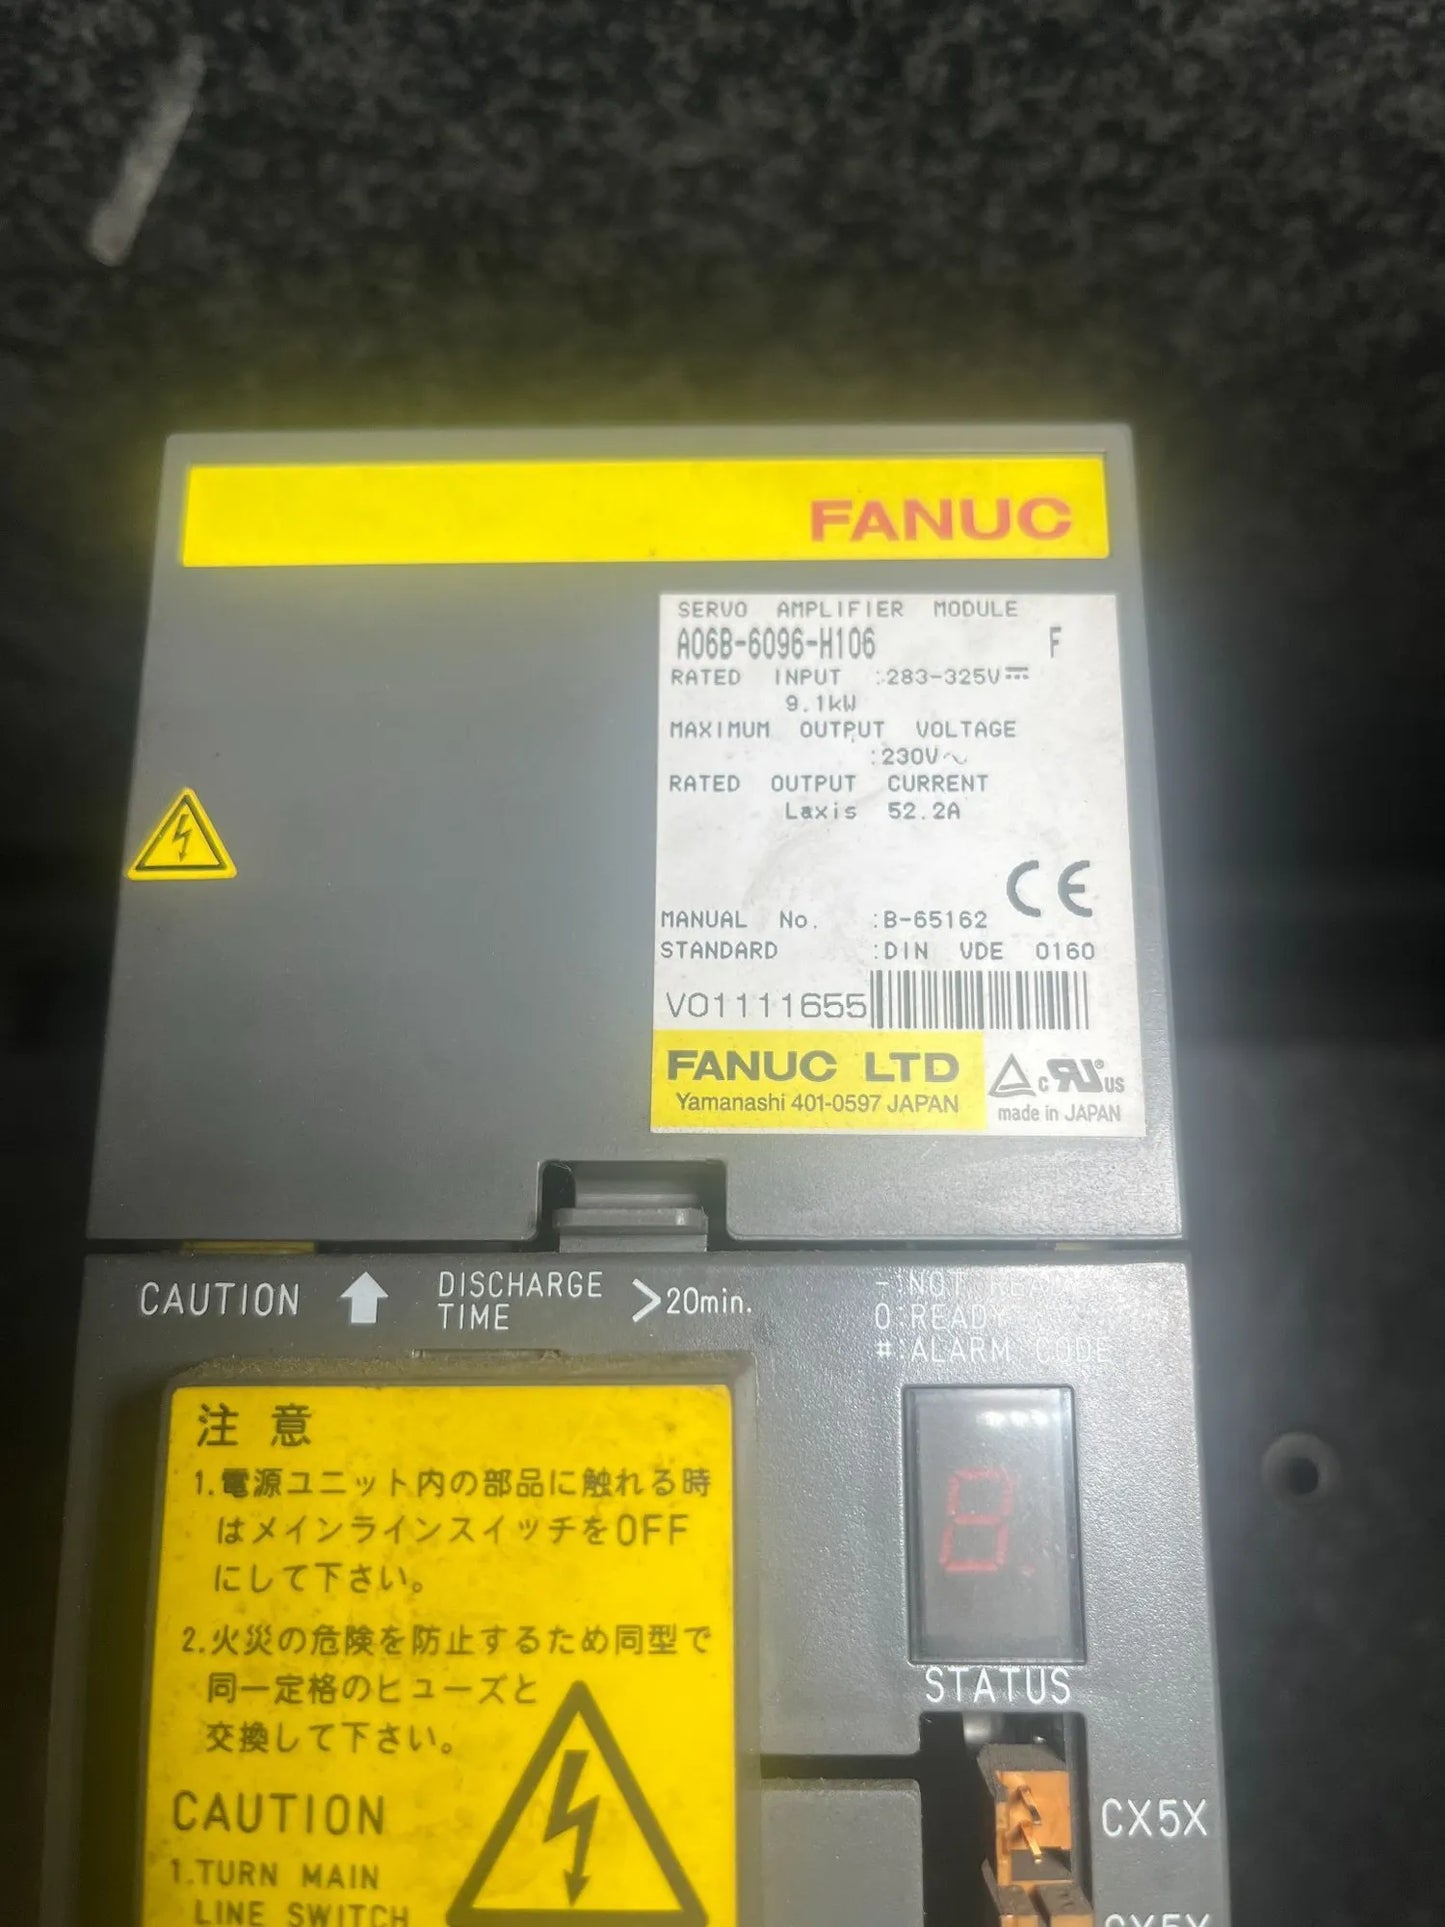 FANUC
SERVO AMPLIFIER MODULE
A06B-6096-H106 F
RATED INPUT :283-325V⎓
9.1kW
MAXIMUM OUTPUT VOLTAGE
:230V~
RATED OUTPUT CURRENT
Laxis 52.2A
CE
MANUAL No. :B-65162
STANDARD :DIN VDE 0160
V01111655
FANUC LTD
Yamanashi 401-0597 JAPAN
c RU® US
made in JAPAN
CAUTION DISCHARGE TIME >20min.
-:NOT
0:READY
#:ALARM CODE
注意
1.電源ユニット内の部品に触れる時
はメインラインスイッチをOFF
にして下さい。
2.火災の危険を防止するため同型で
同一定格のヒューズと
交換して下さい。
CAUTION
1.TURN MAIN
LINE SWITCH
8.
STATUS
CX5X